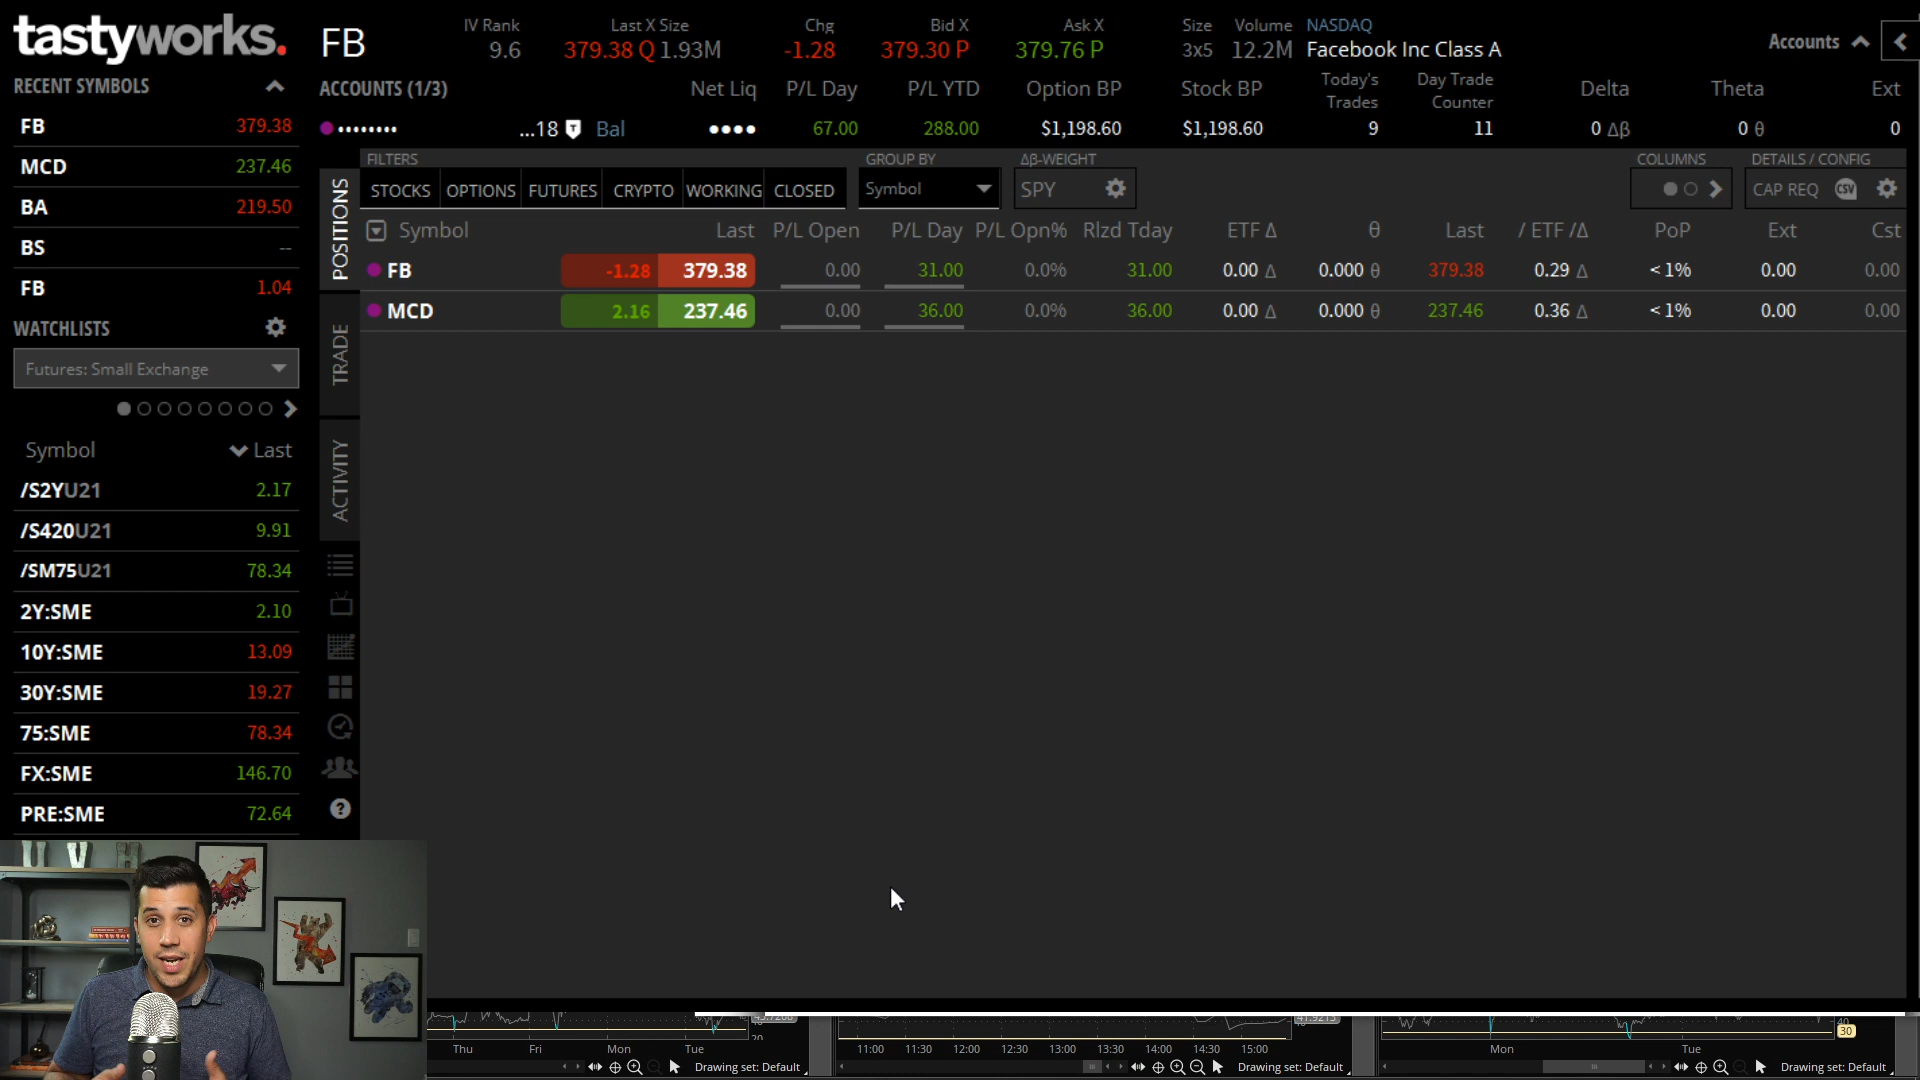 tastyworks.
FB
IV Rank
9.6
Last X Size
379.38 Q 1.93M
Chg
-1.28
Bid X
379.30 P
Ask X
379.76 P
Size
3x5
Volume
12.2M
NASDAQ
Facebook Inc Class A
Accounts
RECENT SYMBOLS
FB 379.38
MCD 237.46
BA 219.50
BS --
FB 1.04
WATCHLISTS
Futures: Small Exchange
Symbol Last
/S2YU21 2.17
/S420U21 9.91
/SM75U21 78.34
2Y:SME 2.10
10Y:SME 13.09
30Y:SME 19.27
75:SME 78.34
FX:SME 146.70
PRE:SME 72.64
ACCOUNTS (1/3) Net Liq P/L Day P/L YTD Option BP Stock BP Today's Trades Day Trade Counter Delta Theta Ext
•••••••• ...18 T Bal •••• 67.00 288.00 $1,198.60 $1,198.60 9 11 0 Δβ 0 θ 0
POSITIONS
TRADE
ACTIVITY
FILTERS GROUP BY Δβ-WEIGHT COLUMNS DETAILS / CONFIG
STOCKS OPTIONS FUTURES CRYPTO WORKING CLOSED Symbol SPY CAP REQ CSV
Symbol Last P/L Open P/L Day P/L Opn% Rlzd Tday ETF Δ θ Last / ETF /Δ PoP Ext Cst
FB -1.28 379.38 0.00 31.00 0.0% 31.00 0.00 Δ 0.000 θ 379.38 0.29 Δ < 1% 0.00 0.00
MCD 2.16 237.46 0.00 36.00 0.0% 36.00 0.00 Δ 0.000 θ 237.46 0.36 Δ < 1% 0.00 0.00
?
U V H
Thu Fri Mon Tue
Drawing set: Default
11:00 11:30 12:00 12:30 13:00 13:30 14:00 14:30 15:00
Drawing set: Default
30
Mon Tue
Drawing set: Default